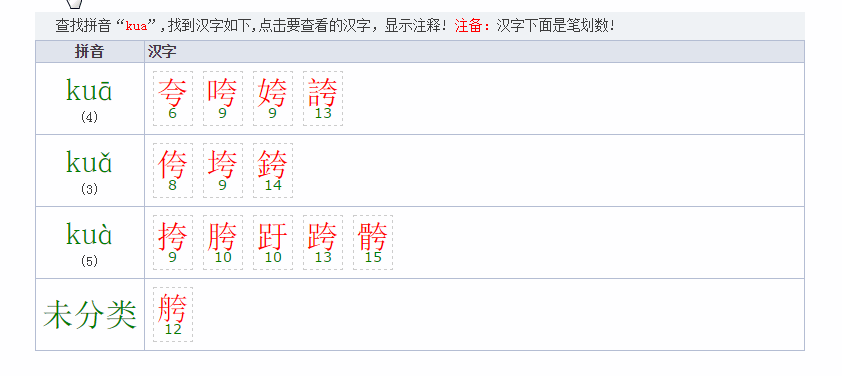 查找拼音“kua”,找到汉字如下,点击要查看的汉字，显示注释! 注备：汉字下面是笔划数!
拼音 汉字
kuā 夸 咵 姱 誇
(4) 6 9 9 13
kuǎ 侉 垮 銙
(3) 8 9 14
kuà 挎 胯 趶 跨 骻
(5) 9 10 10 13 15
未分类 舿
12